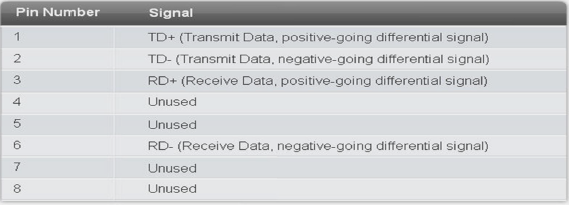 Pin Number Signal
1 TD+ (Transmit Data, positive-going differential signal)
2 TD- (Transmit Data, negative-going differential signal)
3 RD+ (Receive Data, positive-going differential signal)
4 Unused
5 Unused
6 RD- (Receive Data, negative-going differential signal)
7 Unused
8 Unused